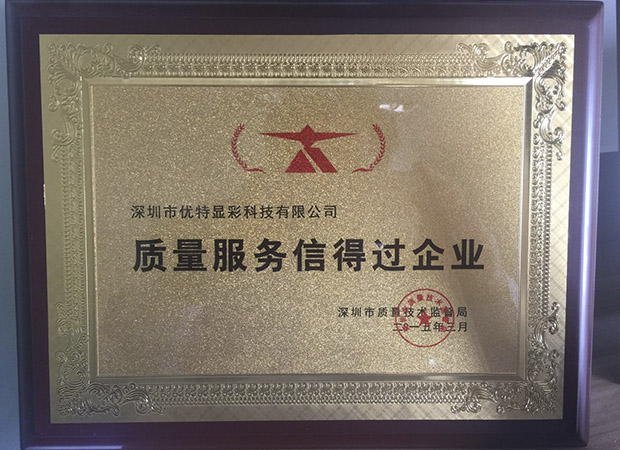 深圳市优特显彩科技有限公司
质量服务信得过企业
深圳市质量技术监督局
二〇一五年三月